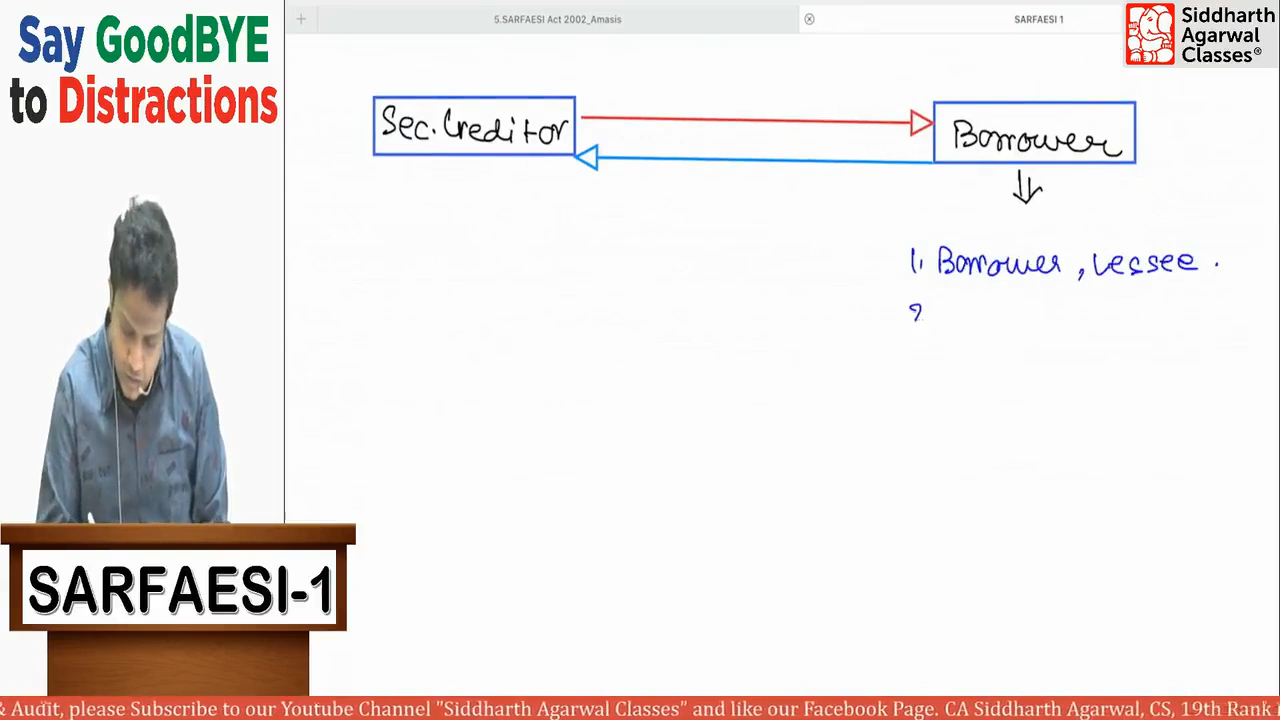 Say GoodBYE
to Distractions
5.SARFAESI Act 2002_Amasis
SARFAESI 1
Siddharth
Agarwal
Classes®
Sec. Creditor
Borrower
1. Borrower, Lessee.
2
SARFAESI-1
& Audit, please Subscribe to our Youtube Channel "Siddharth Agarwal Classes" and like our Facebook Page. CA Siddharth Agarwal, CS, 19th Rank